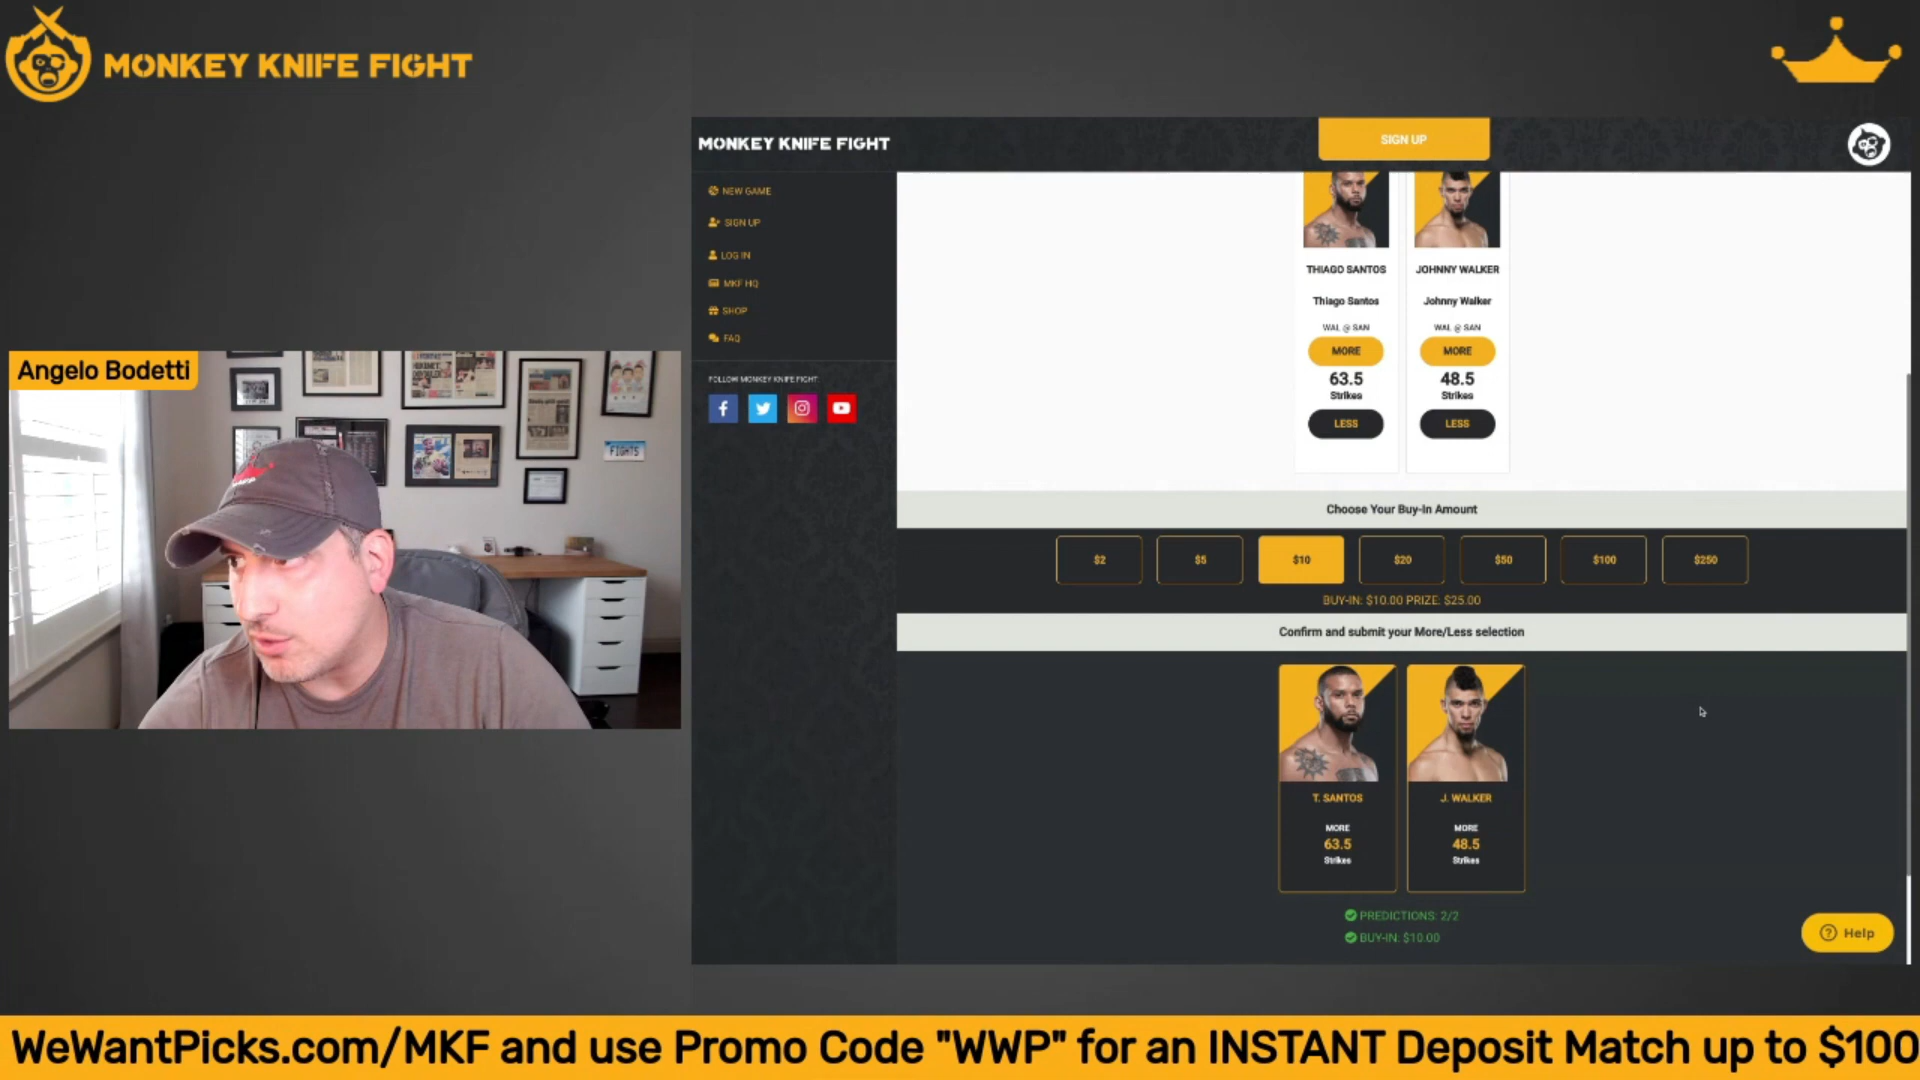 MONKEY KNIFE FIGHT
MONKEY KNIFE FIGHT
SIGN UP
NEW GAME
SIGN UP
LOG IN
MKF HQ
SHOP
FAQ
FOLLOW MONKEY KNIFE FIGHT:
THIAGO SANTOS
JOHNNY WALKER
Thiago Santos
Johnny Walker
WAL @ SAN
WAL @ SAN
MORE
MORE
63.5
48.5
Strikes
Strikes
LESS
LESS
Angelo Bodetti
FIGHTS
Choose Your Buy-In Amount
$2
$5
$10
$20
$50
$100
$250
BUY-IN: $10.00 PRIZE: $25.00
Confirm and submit your More/Less selection
T. SANTOS
J. WALKER
MORE
MORE
63.5
48.5
Strikes
Strikes
PREDICTIONS: 2/2
BUY-IN: $10.00
Help
WeWantPicks.com/MKF and use Promo Code "WWP" for an INSTANT Deposit Match up to $100